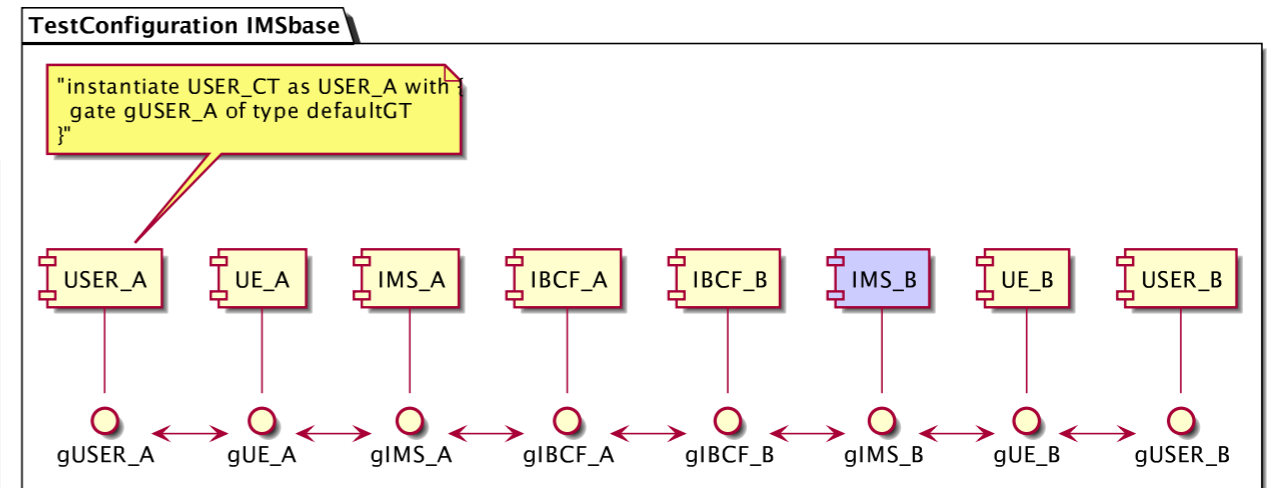 TestConfiguration IMSbase
"instantiate USER_CT as USER_A with {
gate gUSER_A of type defaultGT
}"
USER_A UE_A IMS_A IBCF_A IBCF_B IMS_B UE_B USER_B
gUSER_A gUE_A gIMS_A gIBCF_A gIBCF_B gIMS_B gUE_B gUSER_B